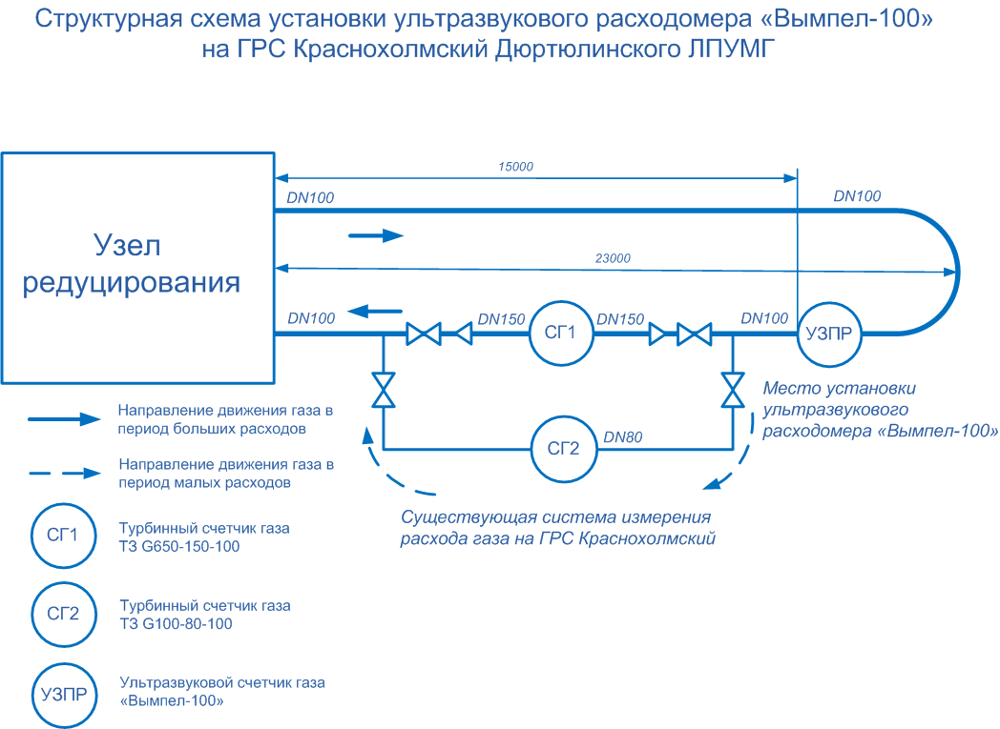 Структурная схема установки ультразвукового расходомера «Вымпел-100»
на ГРС Краснохолмский Дюртюлинского ЛПУМГ
15000
DN100
DN100
Узел
редуцирования
23000
DN100
DN150
СГ1
DN150
DN100
УЗПР
Место установки
ультразвукового
расходомера «Вымпел-100»
СГ2
DN80
Существующая система измерения
расхода газа на ГРС Краснохолмский
Направление движения газа в
период больших расходов
Направление движения газа в
период малых расходов
СГ1
Турбинный счетчик газа
ТЗ G650-150-100
СГ2
Турбинный счетчик газа
ТЗ G100-80-100
УЗПР
Ультразвуковой счетчик газа
«Вымпел-100»